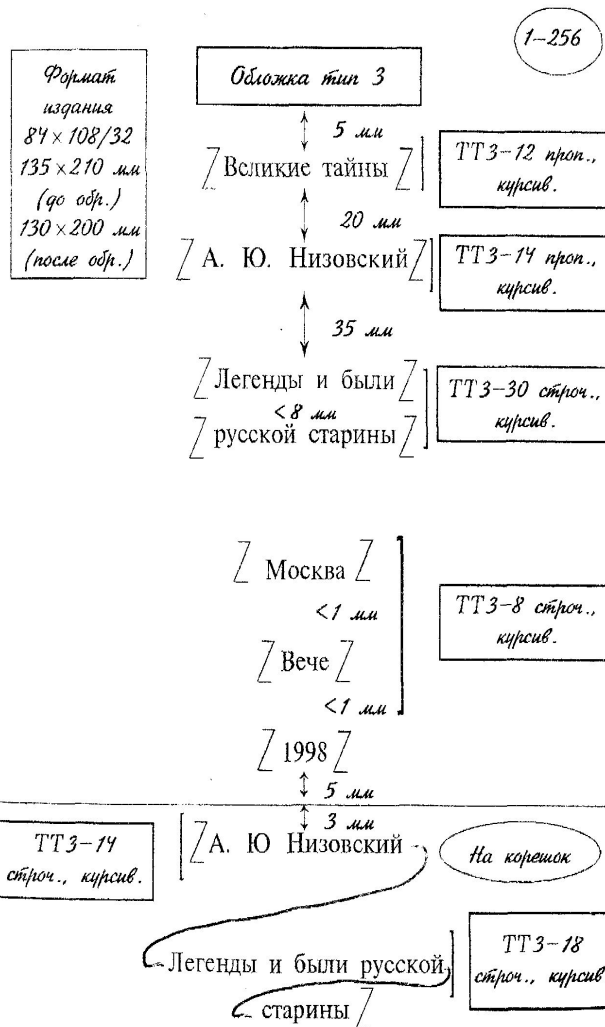 1-256
Формат
издания
84 × 108/32
135×210 мм
(до обр.)
130×200 мм
(после обр.)
Обложка тип 3
5 мм
Великие тайны
ТТ3-12 проп.,
курсив.
20 мм
А. Ю. Низовский
ТТ3-14 проп.,
курсив.
35 мм
Легенды и были
<8 мм
русской старины
ТТ3-30 строч.,
курсив.
Москва
<1 мм
Вече
<1 мм
1998
ТТ3-8 строч.,
курсив.
5 мм
3 мм
ТТ3-14
строч., курсив.
А. Ю Низовский
На корешок
Легенды и были русской
старины
ТТ3-18
строч., курсив